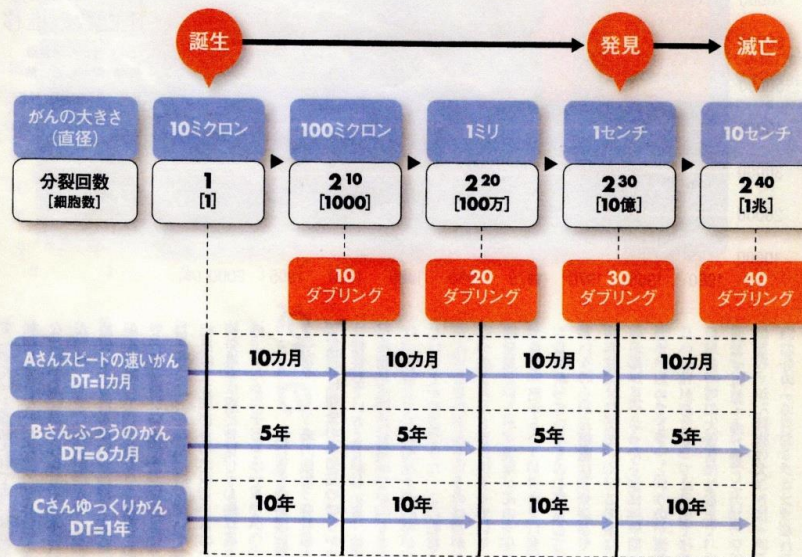 誕生
発見
滅亡
がんの大きさ
(直径)
10ミクロン
100ミクロン
1ミリ
1センチ
10センチ
分裂回数
[細胞数]
1
[1]
2¹⁰
[1000]
2²⁰
[100万]
2³⁰
[10億]
2⁴⁰
[1兆]
10
ダブリング
20
ダブリング
30
ダブリング
40
ダブリング
Aさんスピードの速いがん
DT=1カ月
10カ月
10カ月
10カ月
10カ月
Bさんふつうのがん
DT=6カ月
5年
5年
5年
5年
Cさんゆっくりがん
DT=1年
10年
10年
10年
10年